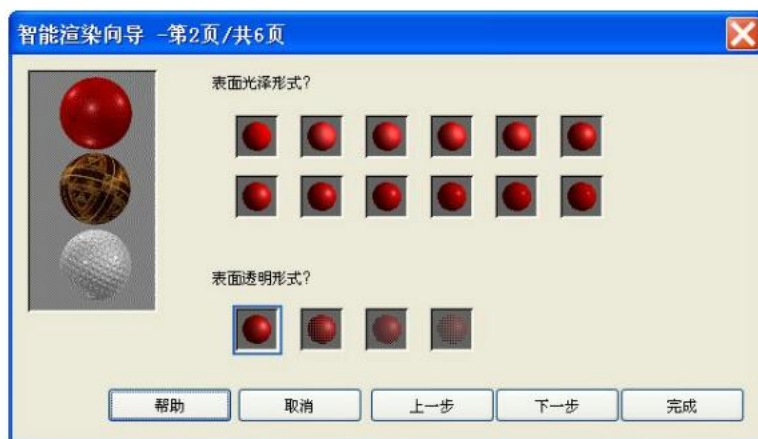 智能渲染向导 -第2页/共6页
表面光泽形式?
表面透明形式?
帮助 取消 上一步 下一步 完成